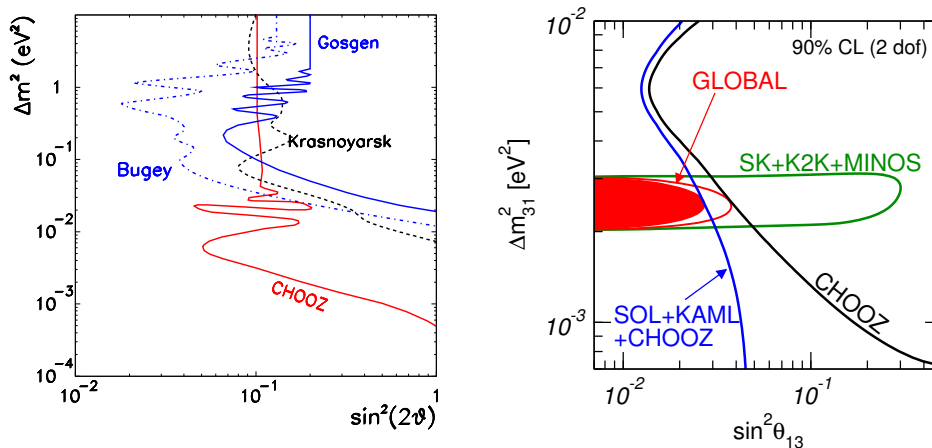 Δm² (eV²)
1
10⁻¹
10⁻²
10⁻³
10⁻⁴
10⁻²
10⁻¹
1
sin²(2ϑ)
Gosgen
Krasnoyarsk
Bugey
CHOOZ
10⁻²
10⁻³
Δm²₃₁ [eV²]
90% CL (2 dof)
GLOBAL
SK+K2K+MINOS
SOL+KAML
+CHOOZ
CHOOZ
10⁻²
10⁻¹
sin²θ₁₃